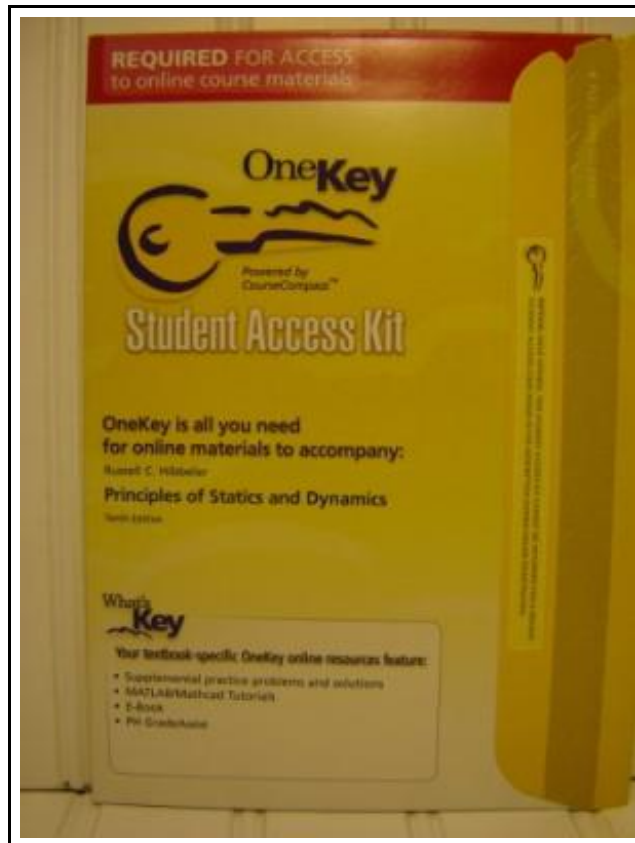 REQUIRED FOR ACCESS
to online course materials
OneKey
Powered by
CourseCompass™
Student Access Kit
OneKey is all you need
for online materials to accompany:
Russell C. Hibbeler
Principles of Statics and Dynamics
Tenth Edition
What's
Key
Your textbook-specific OneKey online resources feature:
• Supplemental practice problems and solutions
• MATLAB/Mathcad Tutorials
• E-Book
• PH GradeAssist